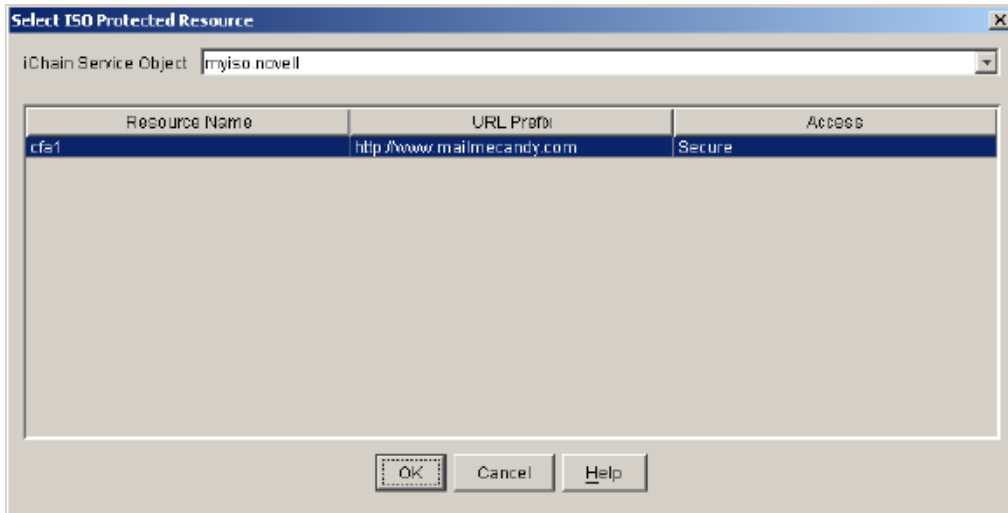 Select ISO Protected Resource
iChain Service Object myiso.novell
Resource Name URL Prefix Access
cfa1 http://www.mailmecandy.com Secure
OK Cancel Help